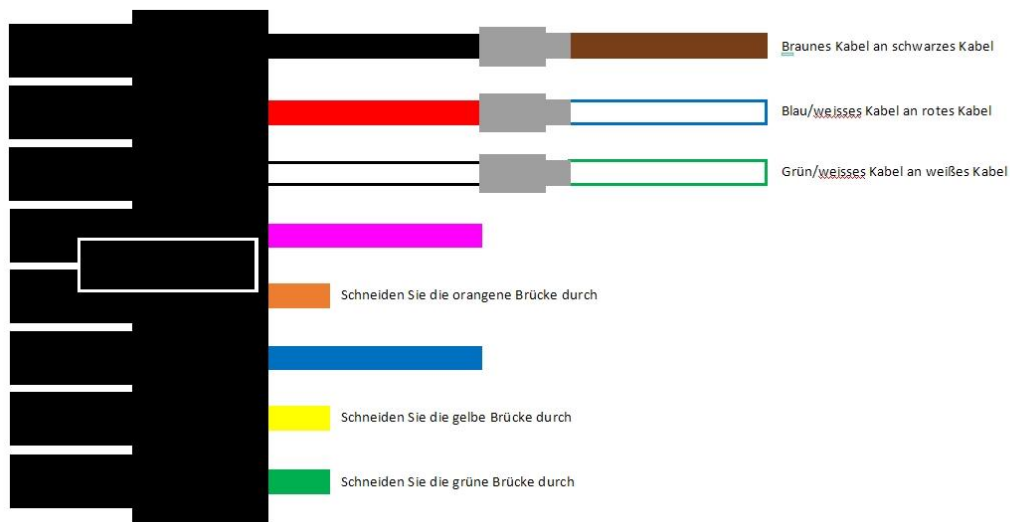 Braunes Kabel an schwarzes Kabel
Blau/weisses Kabel an rotes Kabel
Grün/weisses Kabel an weißes Kabel
Schneiden Sie die orangene Brücke durch
Schneiden Sie die gelbe Brücke durch
Schneiden Sie die grüne Brücke durch